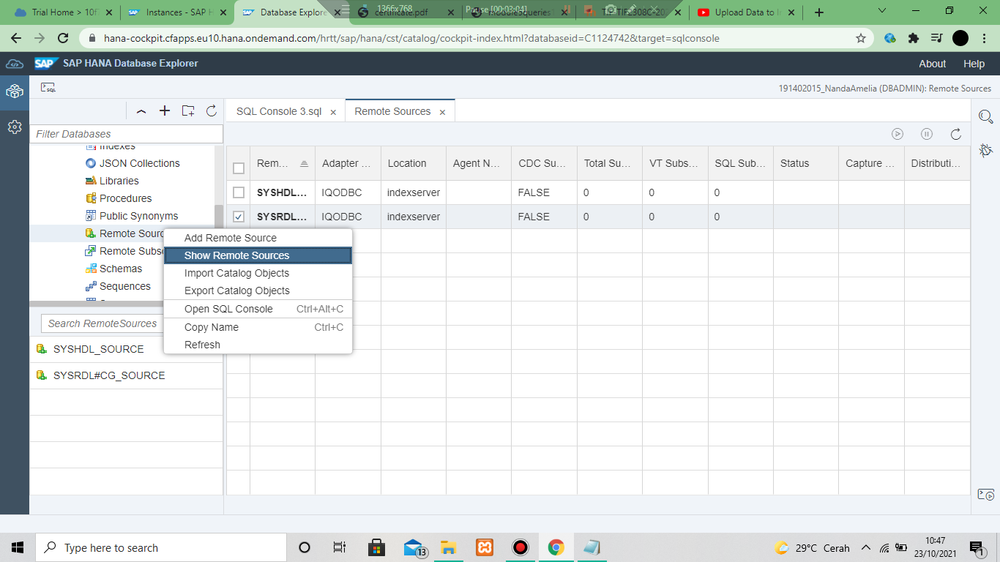 Trial Home > 10f7
Instances - SAP H
Database Explore
certificate.pdf
module5queries
Upload Data to I
1366x768
Pause [00:03:04]
hana-cockpit.cfapps.eu10.hana.ondemand.com/hrtt/sap/hana/cst/catalog/cockpit-index.html?databaseid=C1124742&target=sqlconsole
SAP SAP HANA Database Explorer
About Help
SQL
191402015_NandaAmelia (DBADMIN): Remote Sources
SQL Console 3.sql
Remote Sources
Filter Databases
Indexes
JSON Collections
Libraries
Procedures
Public Synonyms
Remote Sourc
Remote Subs
Schemas
Sequences
Search RemoteSources
SYSHDL_SOURCE
SYSRDL#CG_SOURCE
Rem... Adapter ... Location Agent N... CDC Su... Total Su... VT Subs... SQL Sub... Status Capture ... Distributi...
SYSHDL... IQODBC indexserver FALSE 0 0 0
SYSRDL... IQODBC indexserver FALSE 0 0 0
Add Remote Source
Show Remote Sources
Import Catalog Objects
Export Catalog Objects
Open SQL Console Ctrl+Alt+C
Copy Name Ctrl+C
Refresh
Type here to search
13
29°C Cerah
10:47
23/10/2021
1